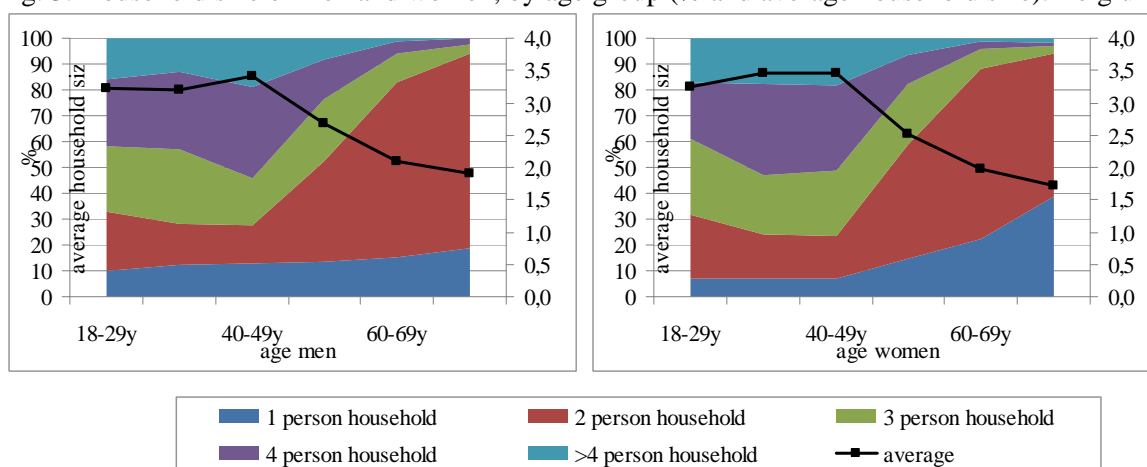 100
90
80
70
60
50
40
30
20
10
0
%
average household siz
4,0
3,5
3,0
2,5
2,0
1,5
1,0
0,5
0,0
18-29y
40-49y
60-69y
age men
100
90
80
70
60
50
40
30
20
10
0
%
average household siz
4,0
3,5
3,0
2,5
2,0
1,5
1,0
0,5
0,0
18-29y
40-49y
60-69y
age women
1 person household
2 person household
3 person household
4 person household
>4 person household
average